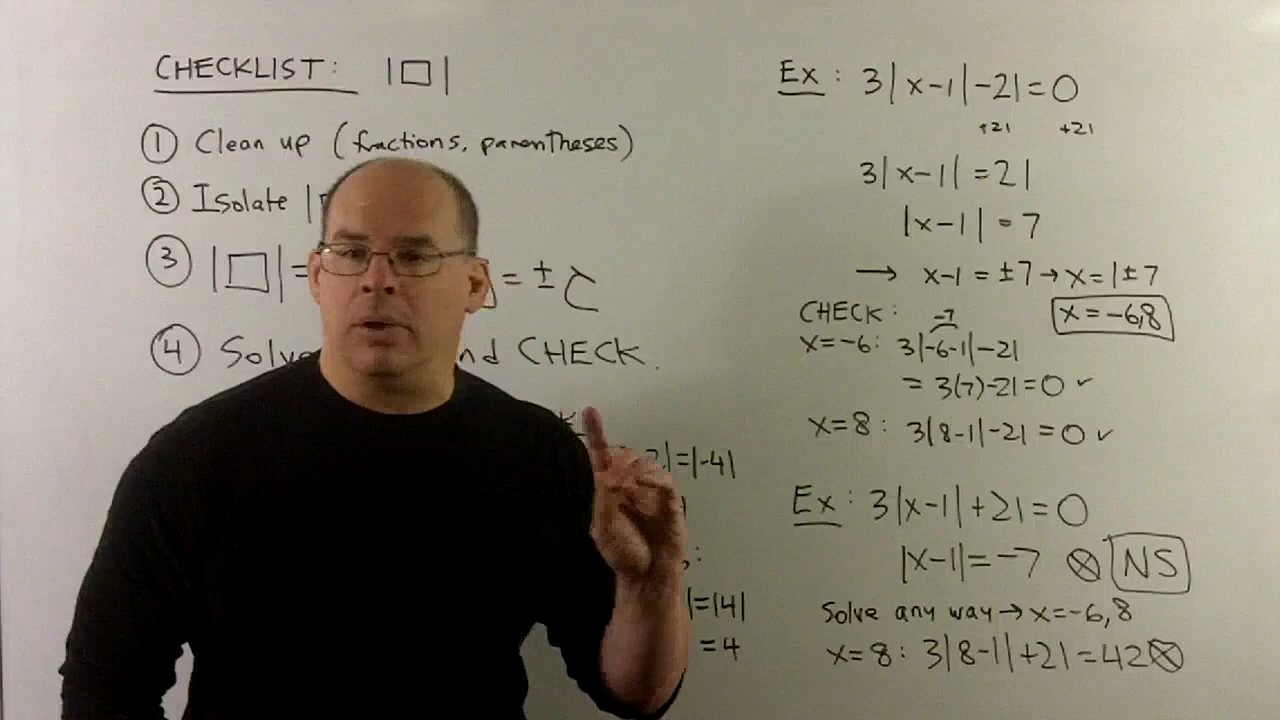 CHECKLIST: |□|
① Clean up (fractions, parentheses)
② Isolate |
③ |□|= = ± C
④ Solve nd CHECK.
2|=|-4|
|=|4|
= 4
Ex: 3|x-1|-21=0
+21 +21
3|x-1|=21
|x-1|=7
→ x-1=±7→x=1±7
x=-6,8
CHECK: -7
x=-6: 3|-6-1|-21
=3(7)-21=0 ✓
x=8: 3|8-1|-21=0 ✓
Ex: 3|x-1|+21=0
|x-1|=-7 ⊗ NS
Solve any way→x=-6,8
x=8: 3|8-1|+21=42⊗